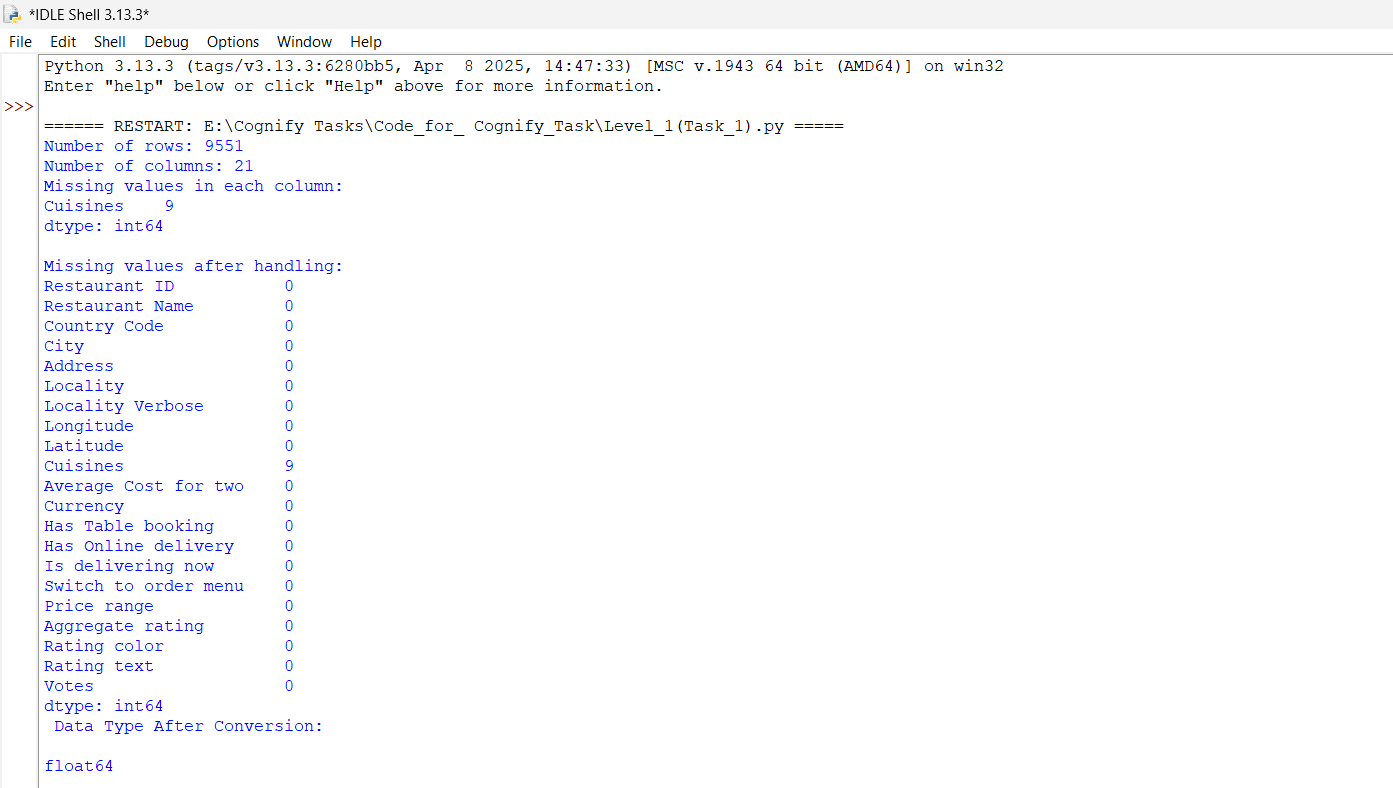 *IDLE Shell 3.13.3*
File Edit Shell Debug Options Window Help
Python 3.13.3 (tags/v3.13.3:6280bb5, Apr  8 2025, 14:47:33) [MSC v.1943 64 bit (AMD64)] on win32
Enter "help" below or click "Help" above for more information.
>>>
====== RESTART: E:\Cognify Tasks\Code_for_ Cognify_Task\Level_1(Task_1).py =====
Number of rows: 9551
Number of columns: 21
Missing values in each column:
Cuisines    9
dtype: int64
Missing values after handling:
Restaurant ID           0
Restaurant Name         0
Country Code            0
City                    0
Address                 0
Locality                0
Locality Verbose        0
Longitude               0
Latitude                0
Cuisines                9
Average Cost for two    0
Currency                0
Has Table booking       0
Has Online delivery     0
Is delivering now       0
Switch to order menu    0
Price range             0
Aggregate rating        0
Rating color            0
Rating text             0
Votes                   0
dtype: int64
Data Type After Conversion:
float64